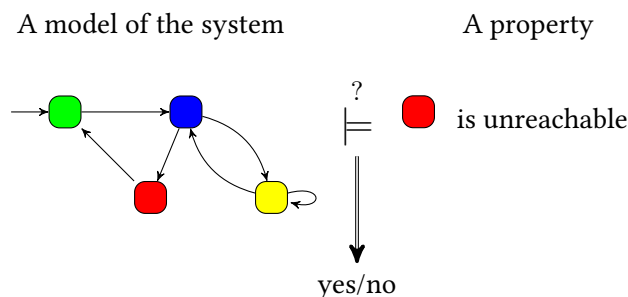 A model of the system
A property
?
⊨
is unreachable
yes/no